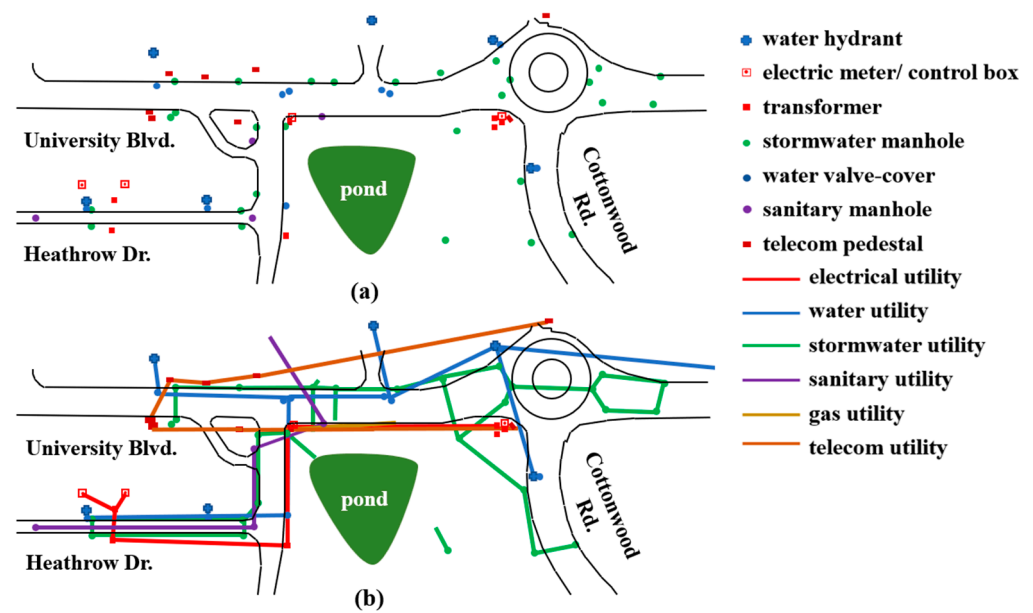 University Blvd.
pond
Cottonwood
Rd.
Heathrow Dr.
(a)
University Blvd.
pond
Cottonwood
Rd.
Heathrow Dr.
(b)
water hydrant
electric meter/ control box
transformer
stormwater manhole
water valve-cover
sanitary manhole
telecom pedestal
electrical utility
water utility
stormwater utility
sanitary utility
gas utility
telecom utility